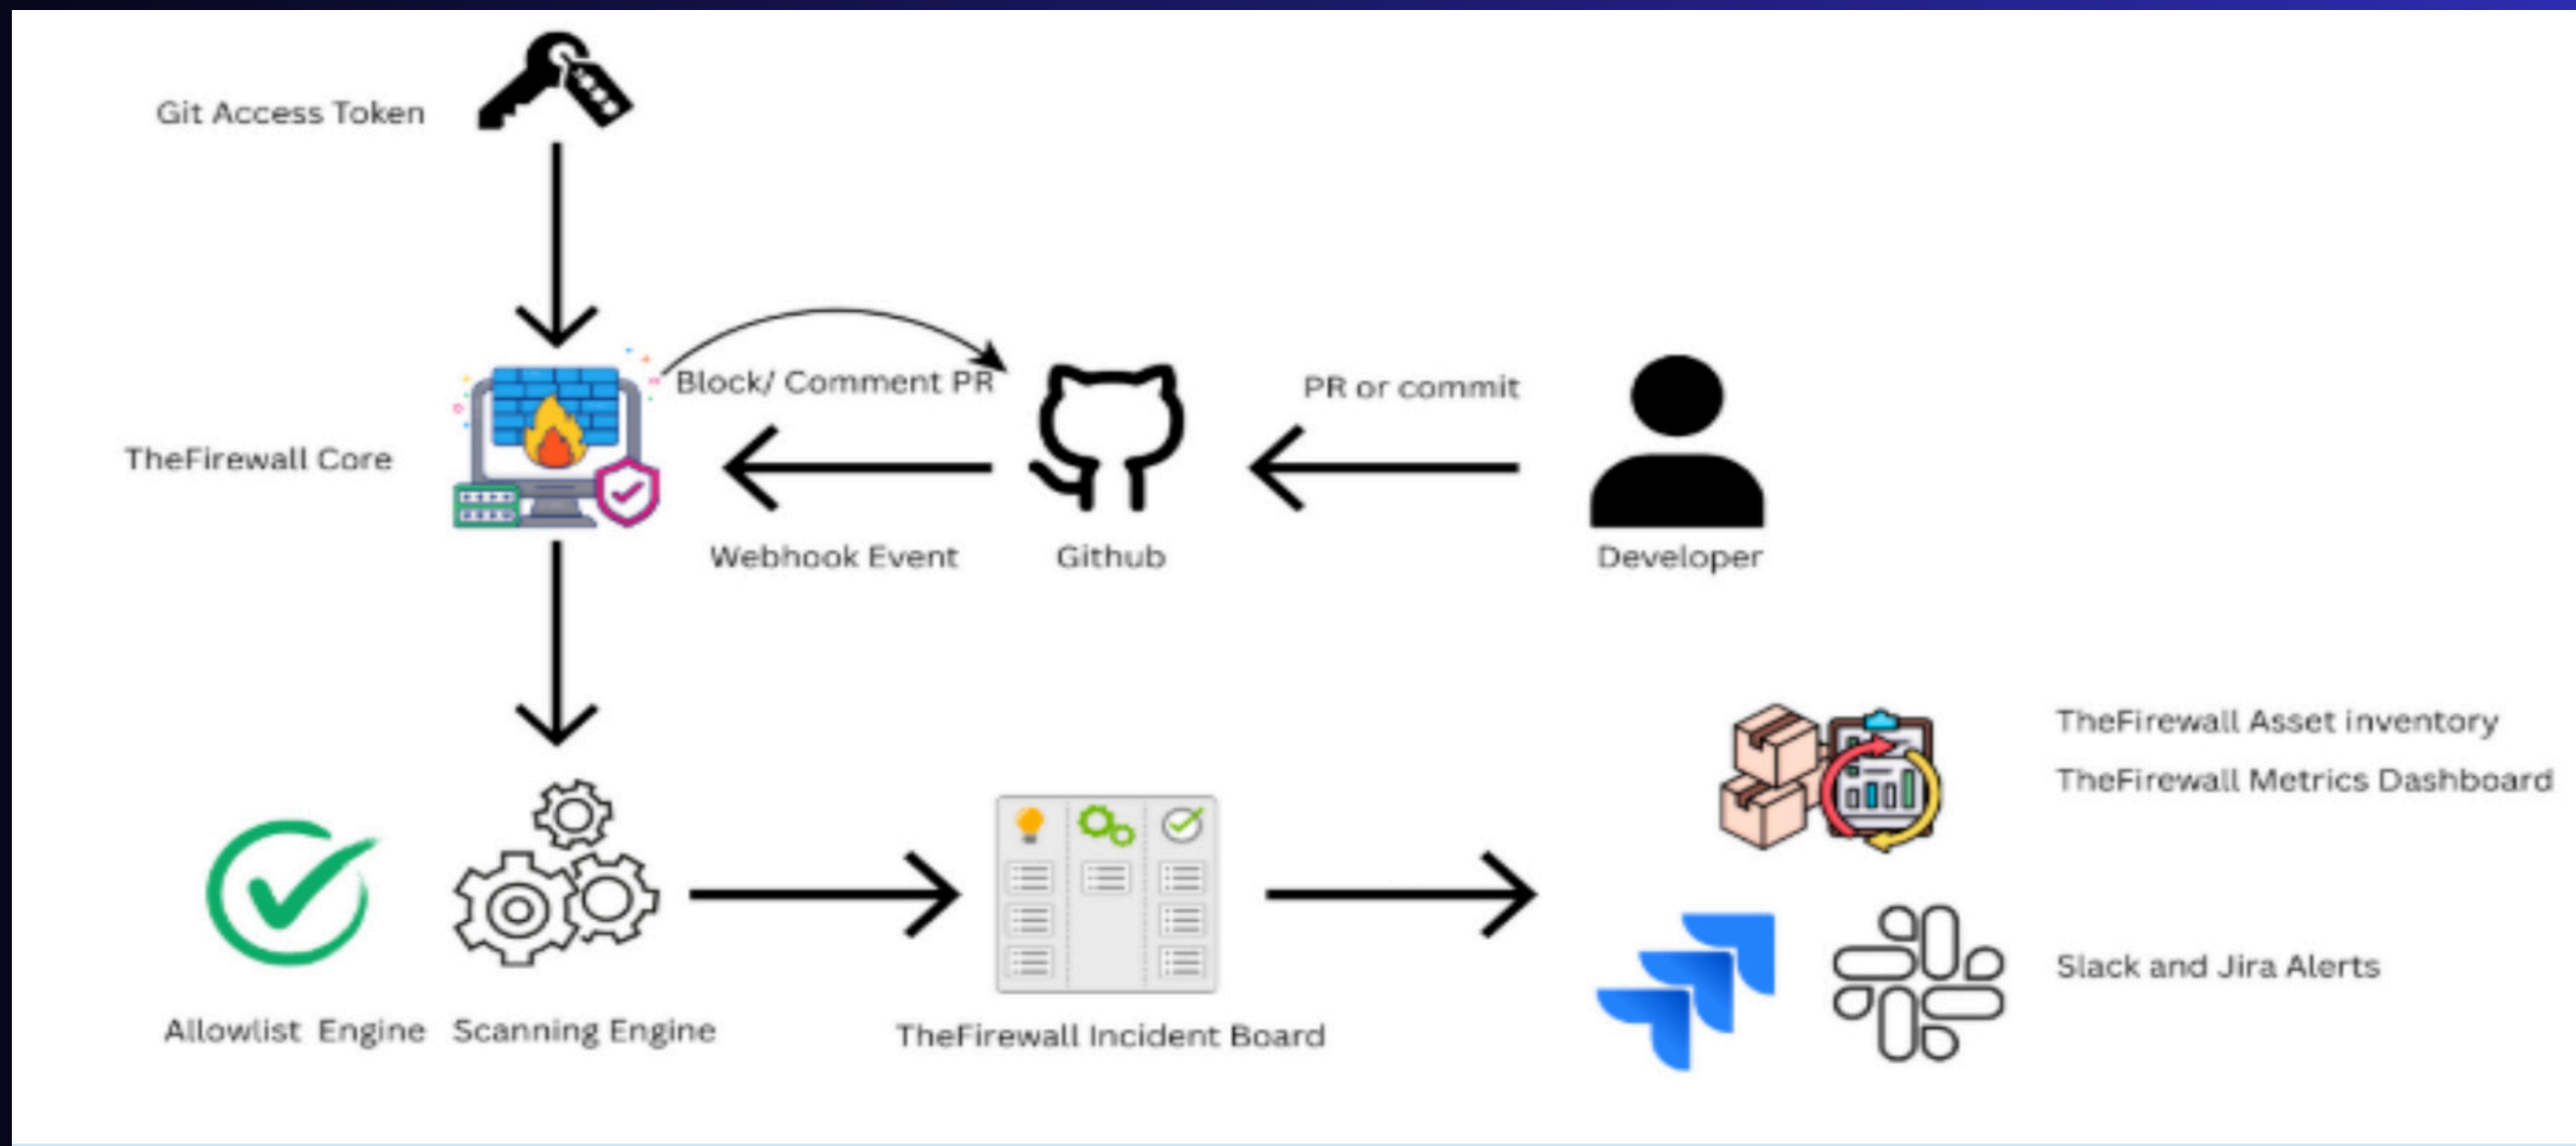 Git Access Token
Block/ Comment PR
PR or commit
TheFirewall Core
Webhook Event
Github
Developer
TheFirewall Asset inventory
TheFirewall Metrics Dashboard
Slack and Jira Alerts
Allowlist Engine
Scanning Engine
TheFirewall Incident Board